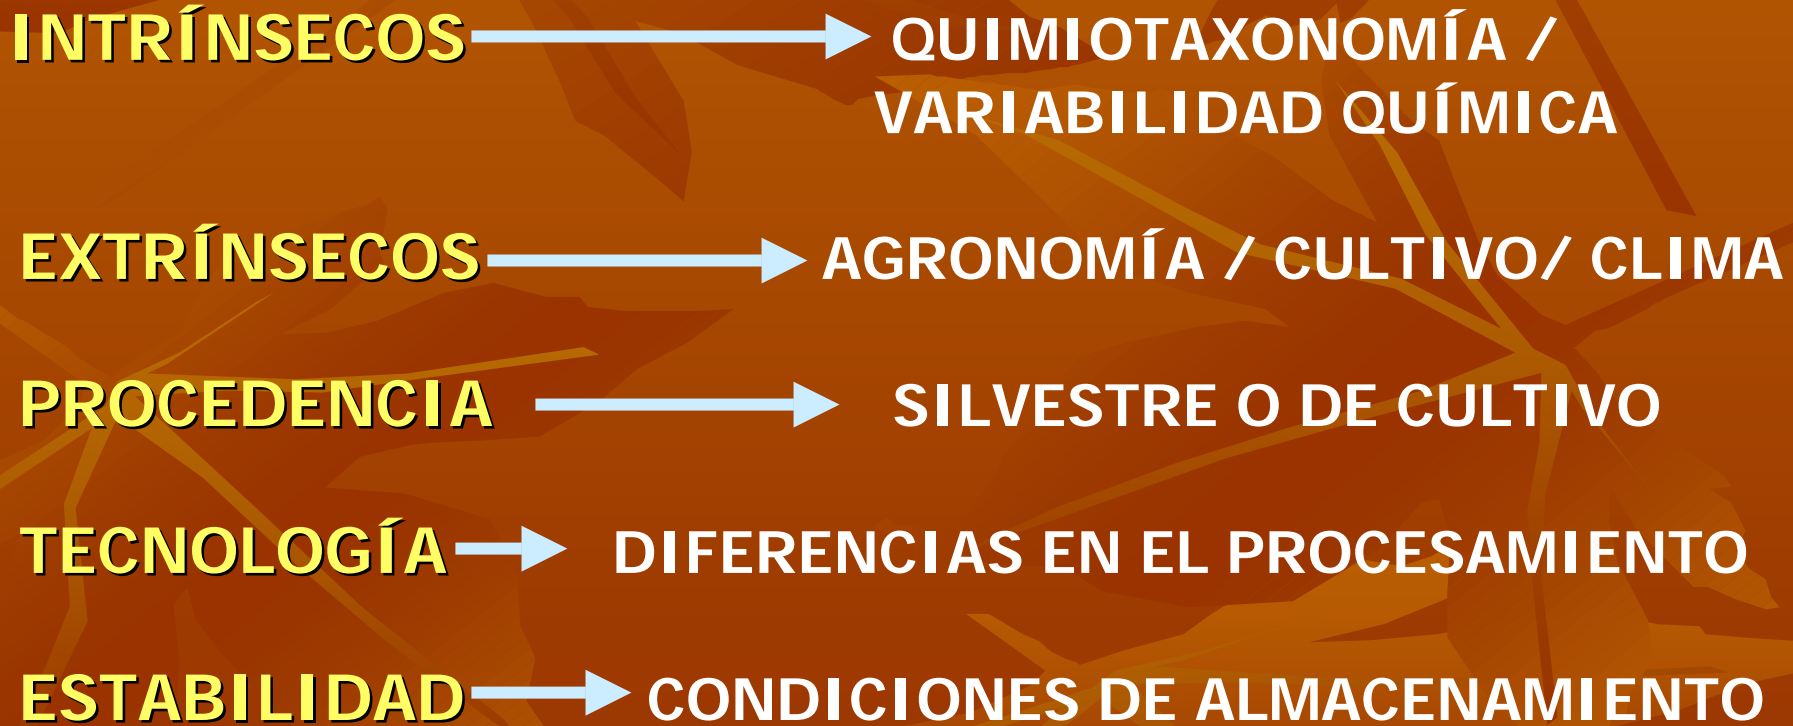 INTRÍNSECOS QUIMIOTAXONOMÍA /
VARIABILIDAD QUÍMICA
EXTRÍNSECOS AGRONOMÍA / CULTIVO/ CLIMA
PROCEDENCIA SILVESTRE O DE CULTIVO
TECNOLOGÍA DIFERENCIAS EN EL PROCESAMIENTO
ESTABILIDAD CONDICIONES DE ALMACENAMIENTO